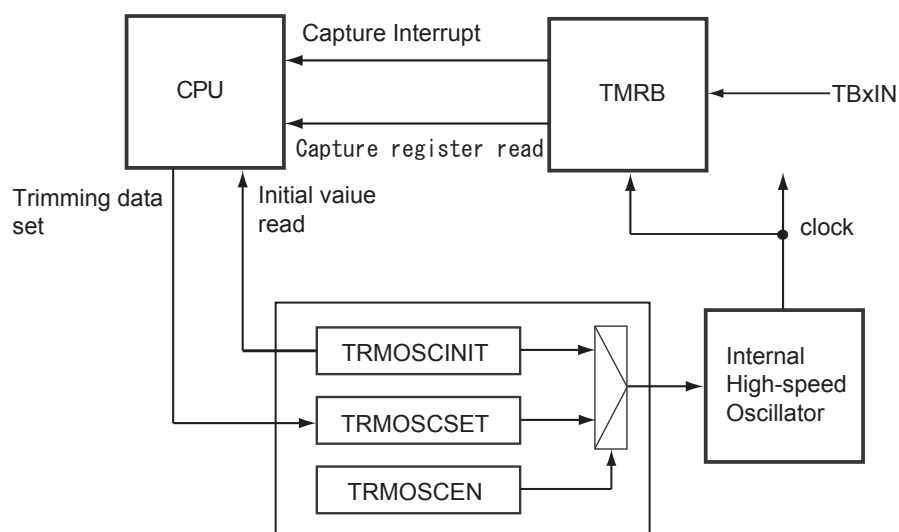 Capture Interrupt
CPU
TMRB
TBxIN
Capture register read
Trimming data
set
Initial vaiue
read
clock
TRMOSCINIT
TRMOSCSET
TRMOSCEN
Internal
High-speed
Oscillator